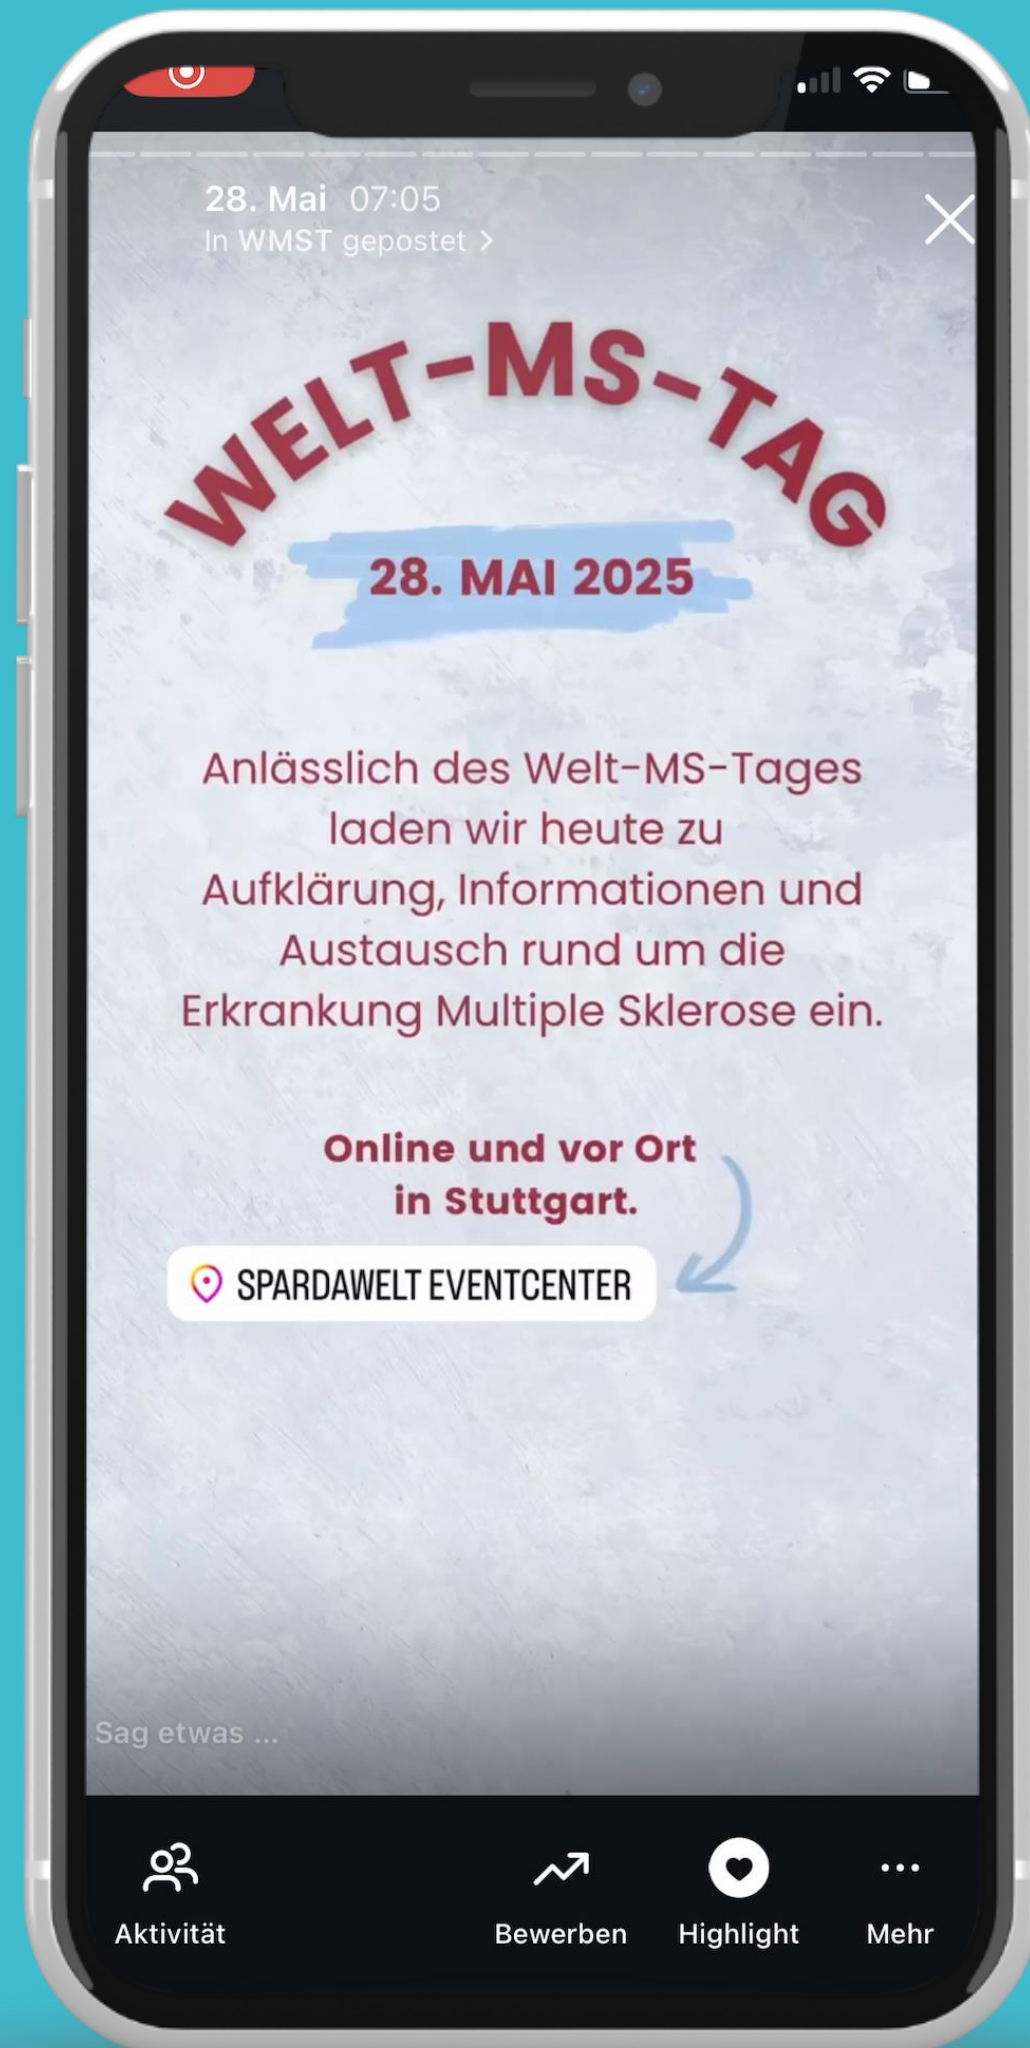 28. Mai 07:05
In WMST gepostet >
WELT-MS-TAG
28. MAI 2025
Anlässlich des Welt-MS-Tages
laden wir heute zu
Aufklärung, Informationen und
Austausch rund um die
Erkrankung Multiple Sklerose ein.
Online und vor Ort
in Stuttgart.
SPARDAWELT EVENTCENTER
Sag etwas ...
Aktivität Bewerben Highlight Mehr